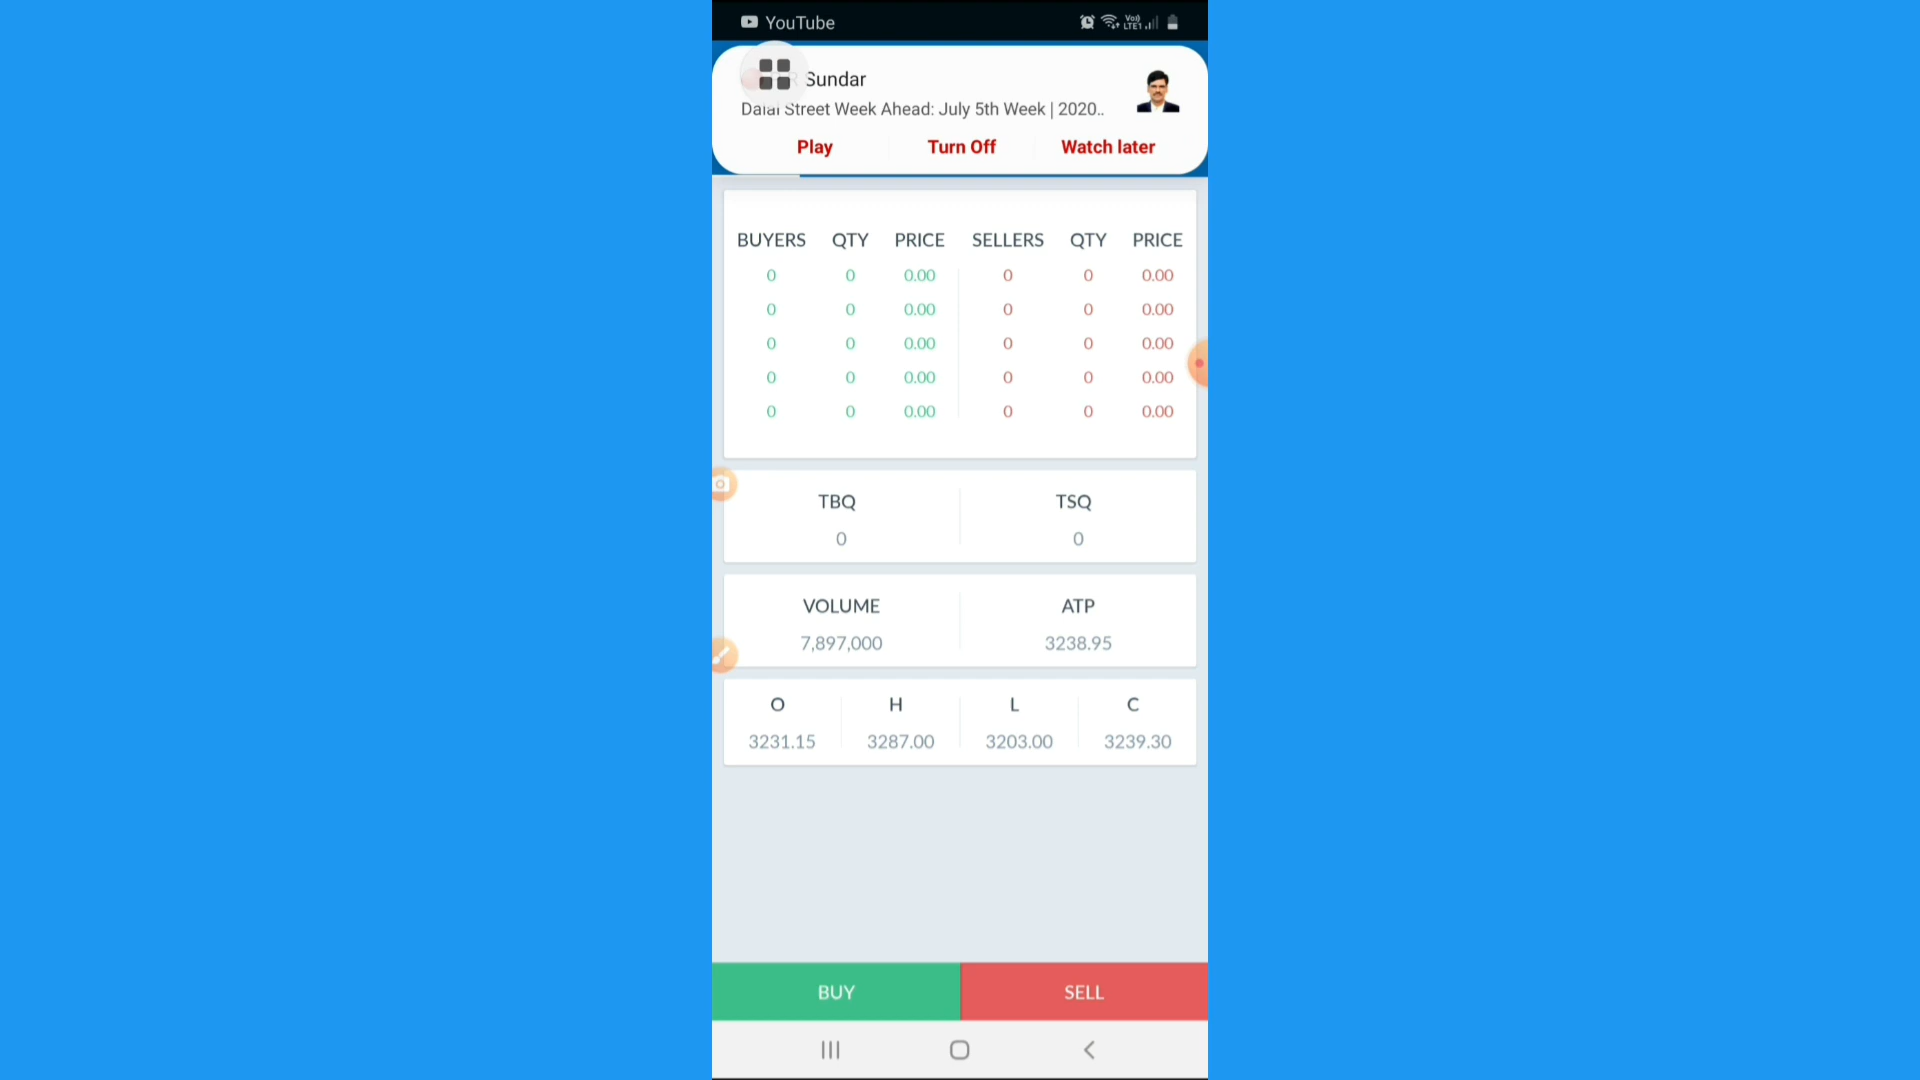 YouTube
Vo)) LTE1
Sundar
Dalal Street Week Ahead: July 5th Week | 2020..
Play Turn Off Watch later
BUYERS QTY PRICE SELLERS QTY PRICE
0 0 0.00 0 0 0.00
0 0 0.00 0 0 0.00
0 0 0.00 0 0 0.00
0 0 0.00 0 0 0.00
0 0 0.00 0 0 0.00
TBQ TSQ
0 0
VOLUME ATP
7,897,000 3238.95
O H L C
3231.15 3287.00 3203.00 3239.30
BUY SELL